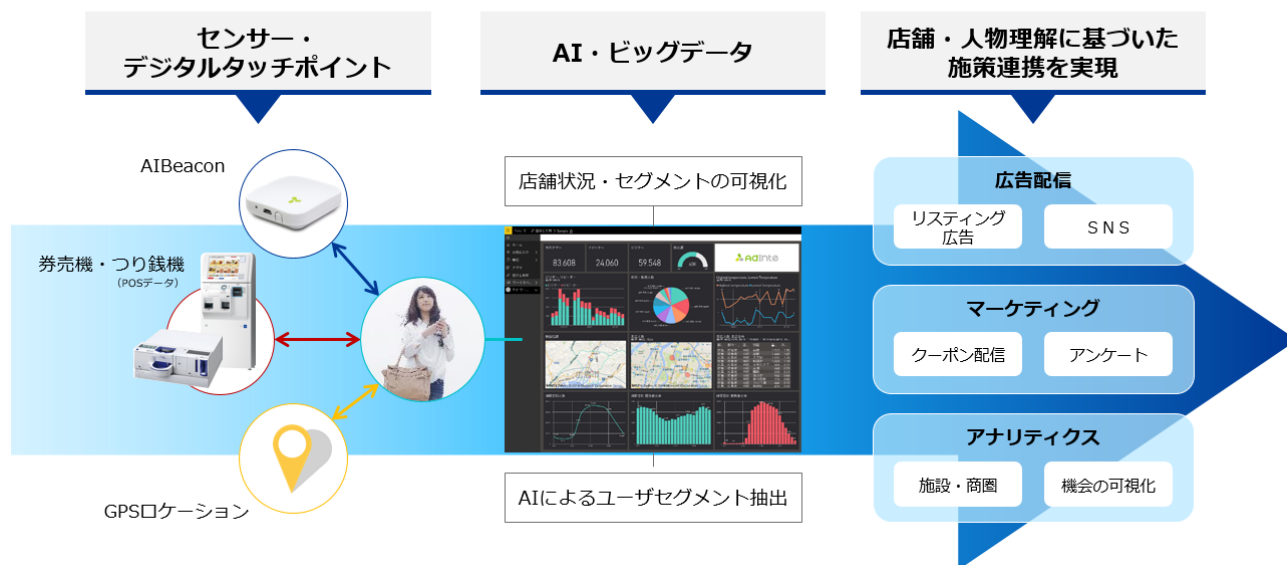 センサー・
デジタルタッチポイント
AI・ビッグデータ
店舗・人物理解に基づいた
施策連携を実現
AIBeacon
券売機・つり銭機
（POSデータ）
GPSロケーション
店舗状況・セグメントの可視化
83,608
24,060
59,548
AdInte
AIによるユーザセグメント抽出
広告配信
リスティング
広告
ＳＮＳ
マーケティング
クーポン配信
アンケート
アナリティクス
施設・商圏
機会の可視化